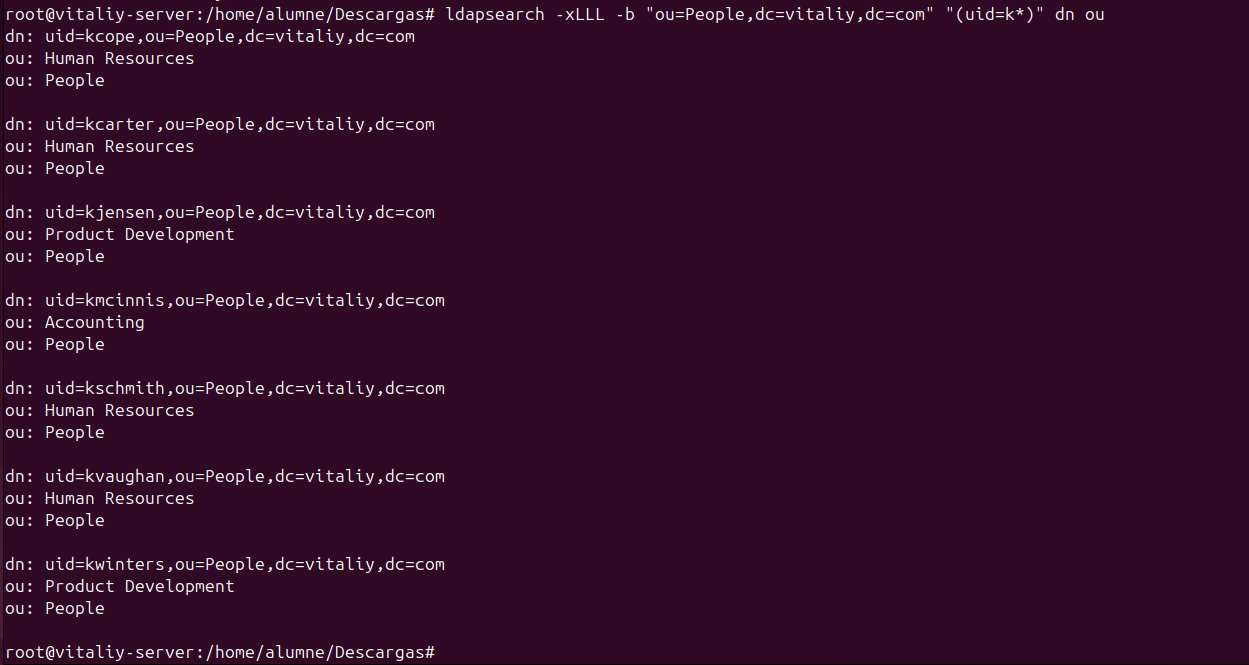 root@vitaliy-server:/home/alumne/Descargas# ldapsearch -xLLL -b "ou=People,dc=vitaliy,dc=com" "(uid=k*)" dn ou
dn: uid=kcope,ou=People,dc=vitaliy,dc=com
ou: Human Resources
ou: People

dn: uid=kcarter,ou=People,dc=vitaliy,dc=com
ou: Human Resources
ou: People

dn: uid=kjensen,ou=People,dc=vitaliy,dc=com
ou: Product Development
ou: People

dn: uid=kmcinnis,ou=People,dc=vitaliy,dc=com
ou: Accounting
ou: People

dn: uid=kschmith,ou=People,dc=vitaliy,dc=com
ou: Human Resources
ou: People

dn: uid=kvaughan,ou=People,dc=vitaliy,dc=com
ou: Human Resources
ou: People

dn: uid=kwinters,ou=People,dc=vitaliy,dc=com
ou: Product Development
ou: People

root@vitaliy-server:/home/alumne/Descargas#